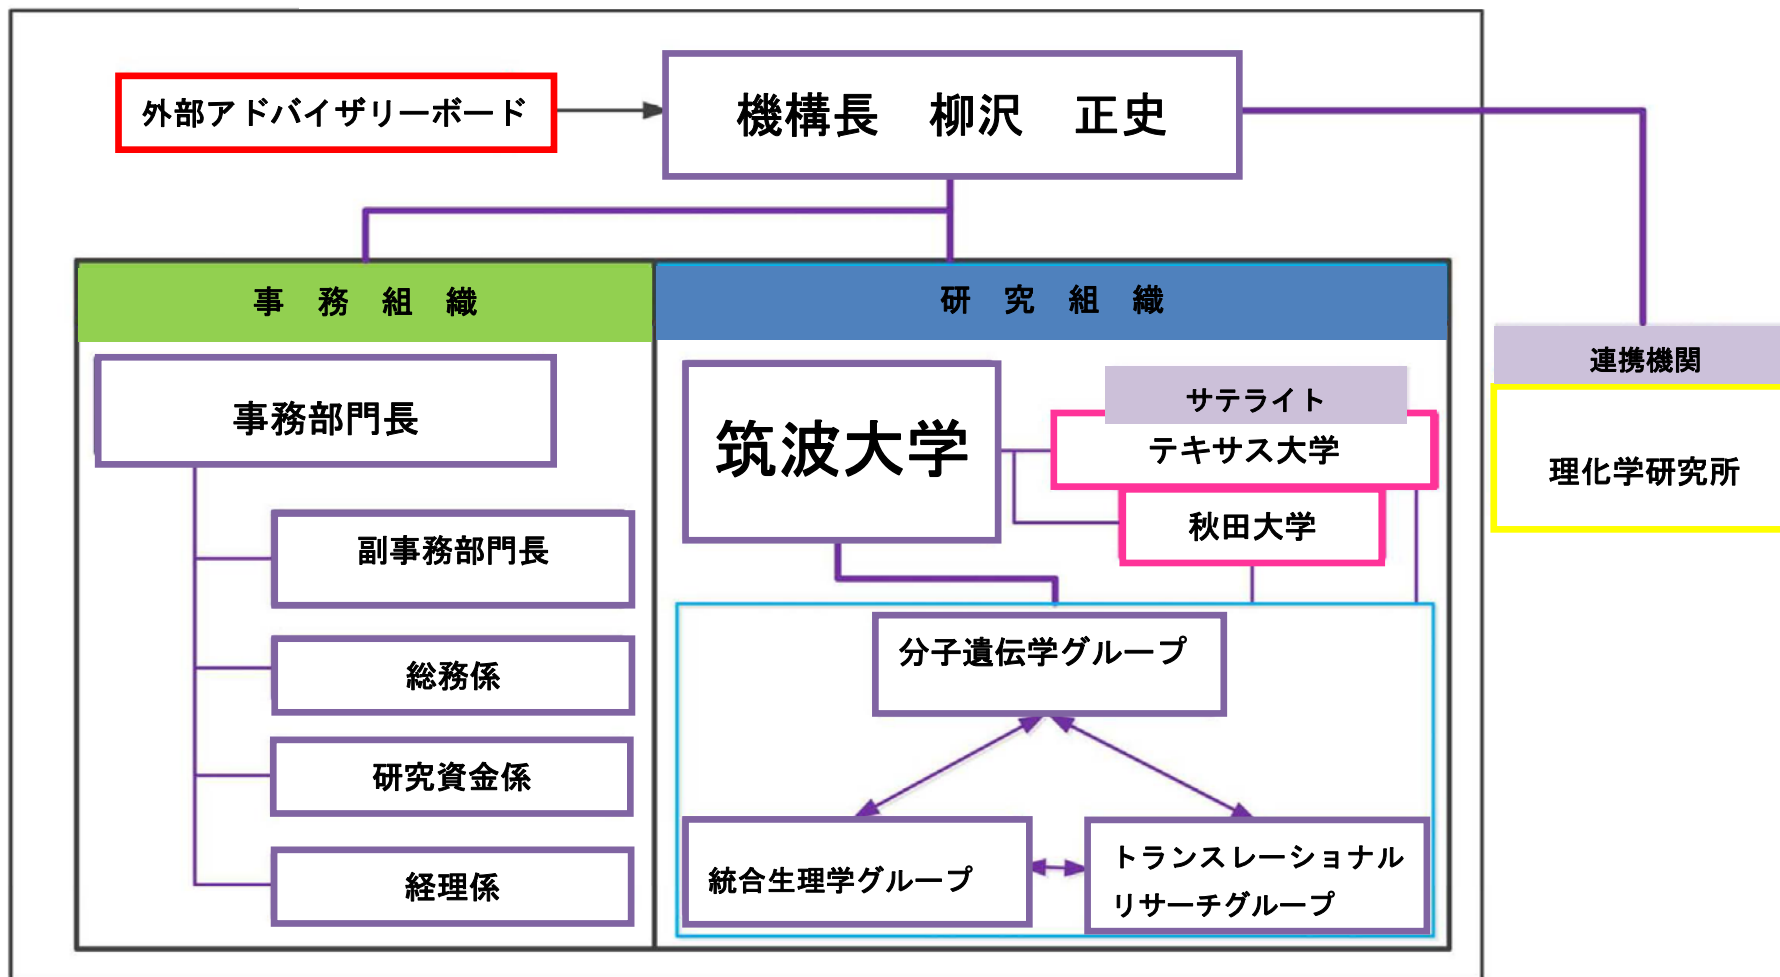 外部アドバイザリーボード
機構長　柳沢　正史
事　務　組　織
研　究　組　織
連携機関
理化学研究所
事務部門長
副事務部門長
総務係
研究資金係
経理係
筑波大学
サテライト
テキサス大学
秋田大学
分子遺伝学グループ
統合生理学グループ
トランスレーショナル
リサーチグループ